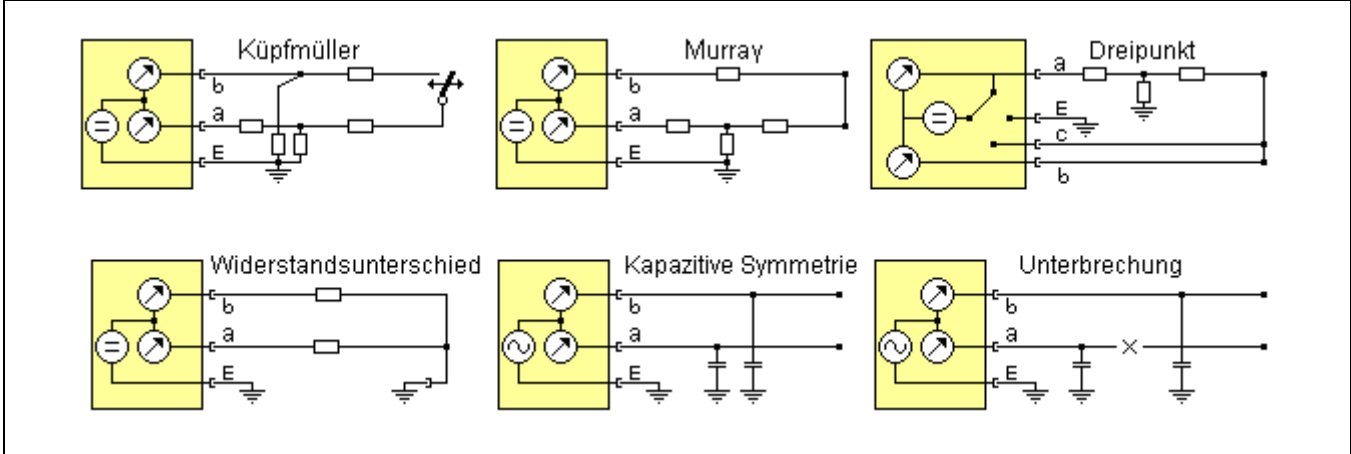 Küpfmüller
b
a
E
Murray
b
a
E
Dreipunkt
a
E
c
b
Widerstandsunterschied
b
a
E
Kapazitive Symmetrie
b
a
E
Unterbrechung
b
a
E